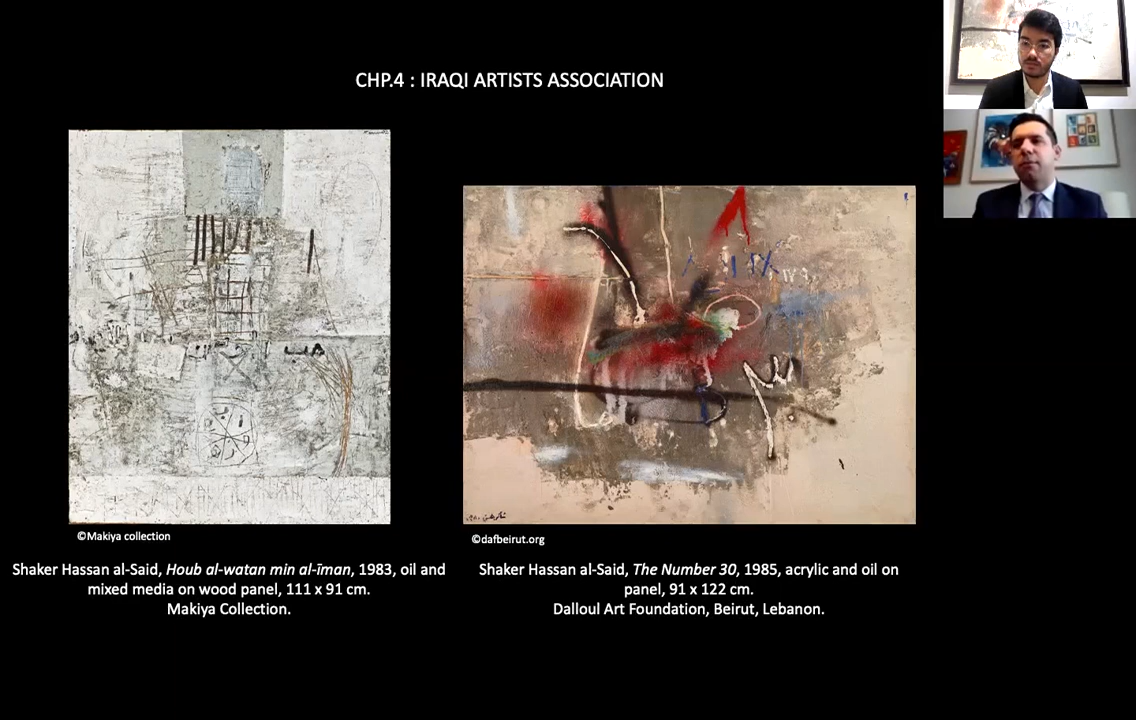 CHP.4 : IRAQI ARTISTS ASSOCIATION
©Makiya collection
Shaker Hassan al-Said, Houb al-watan min al-īman, 1983, oil and
mixed media on wood panel, 111 x 91 cm.
Makiya Collection.
©dafbeirut.org
Shaker Hassan al-Said, The Number 30, 1985, acrylic and oil on
panel, 91 x 122 cm.
Dalloul Art Foundation, Beirut, Lebanon.